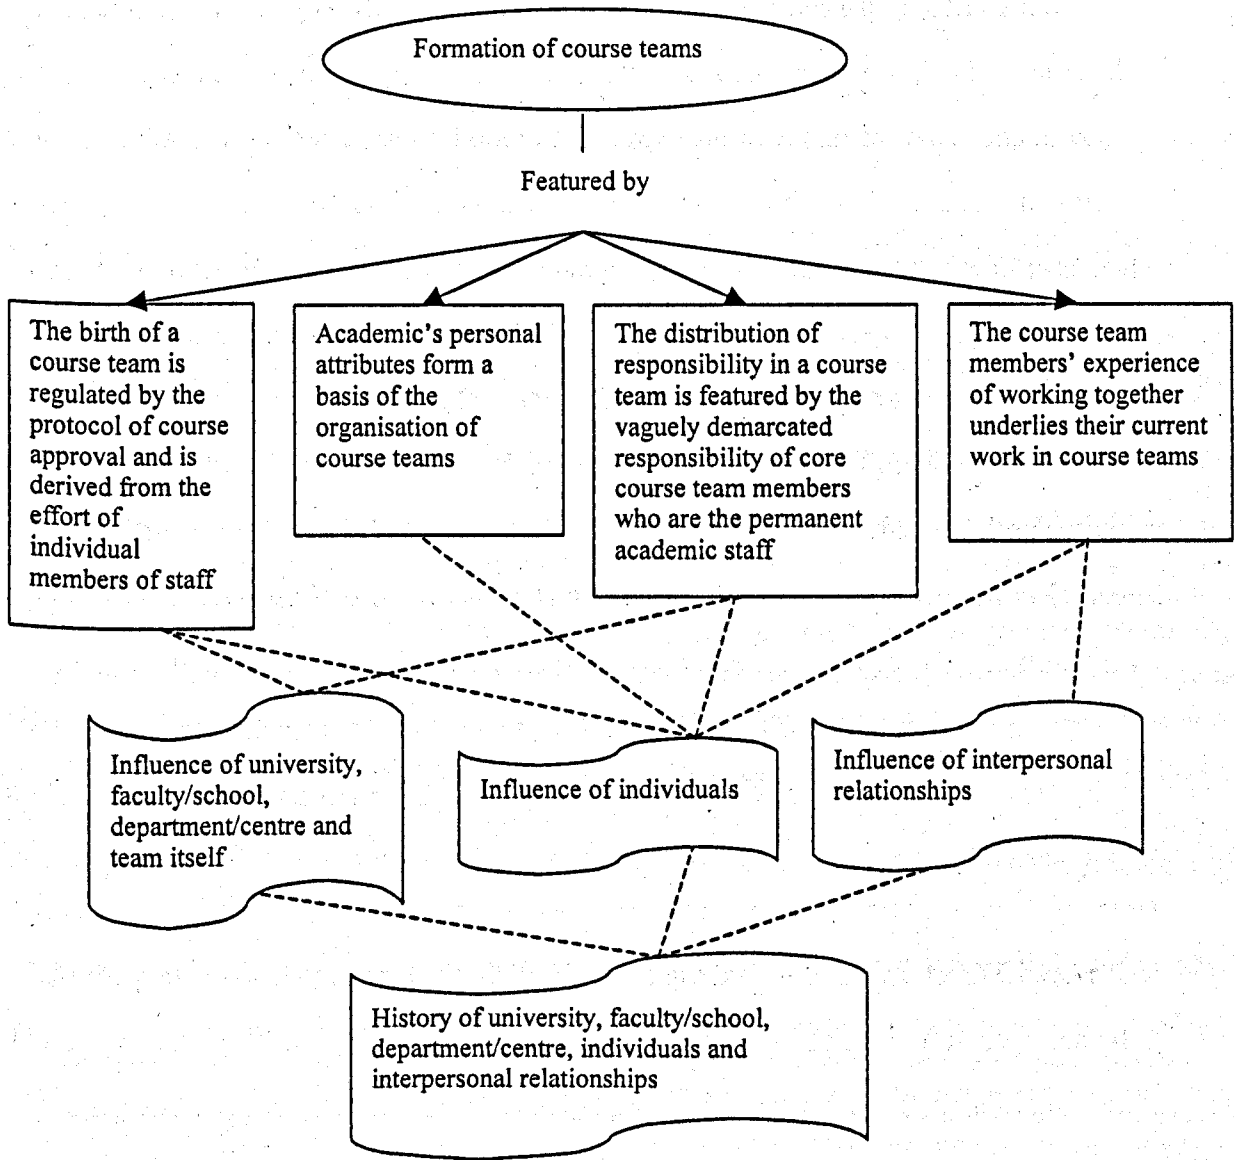 Formation of course teams
Featured by
The birth of a
course team is
regulated by the
protocol of course
approval and is
derived from the
effort of
individual
members of staff
Academic's personal
attributes form a
basis of the
organisation of
course teams
The distribution of
responsibility in a course
team is featured by the
vaguely demarcated
responsibility of core
course team members
who are the permanent
academic staff
The course team
members' experience
of working together
underlies their current
work in course teams
Influence of university,
faculty/school,
department/centre and
team itself
Influence of individuals
Influence of interpersonal
relationships
History of university, faculty/school,
department/centre, individuals and
interpersonal relationships